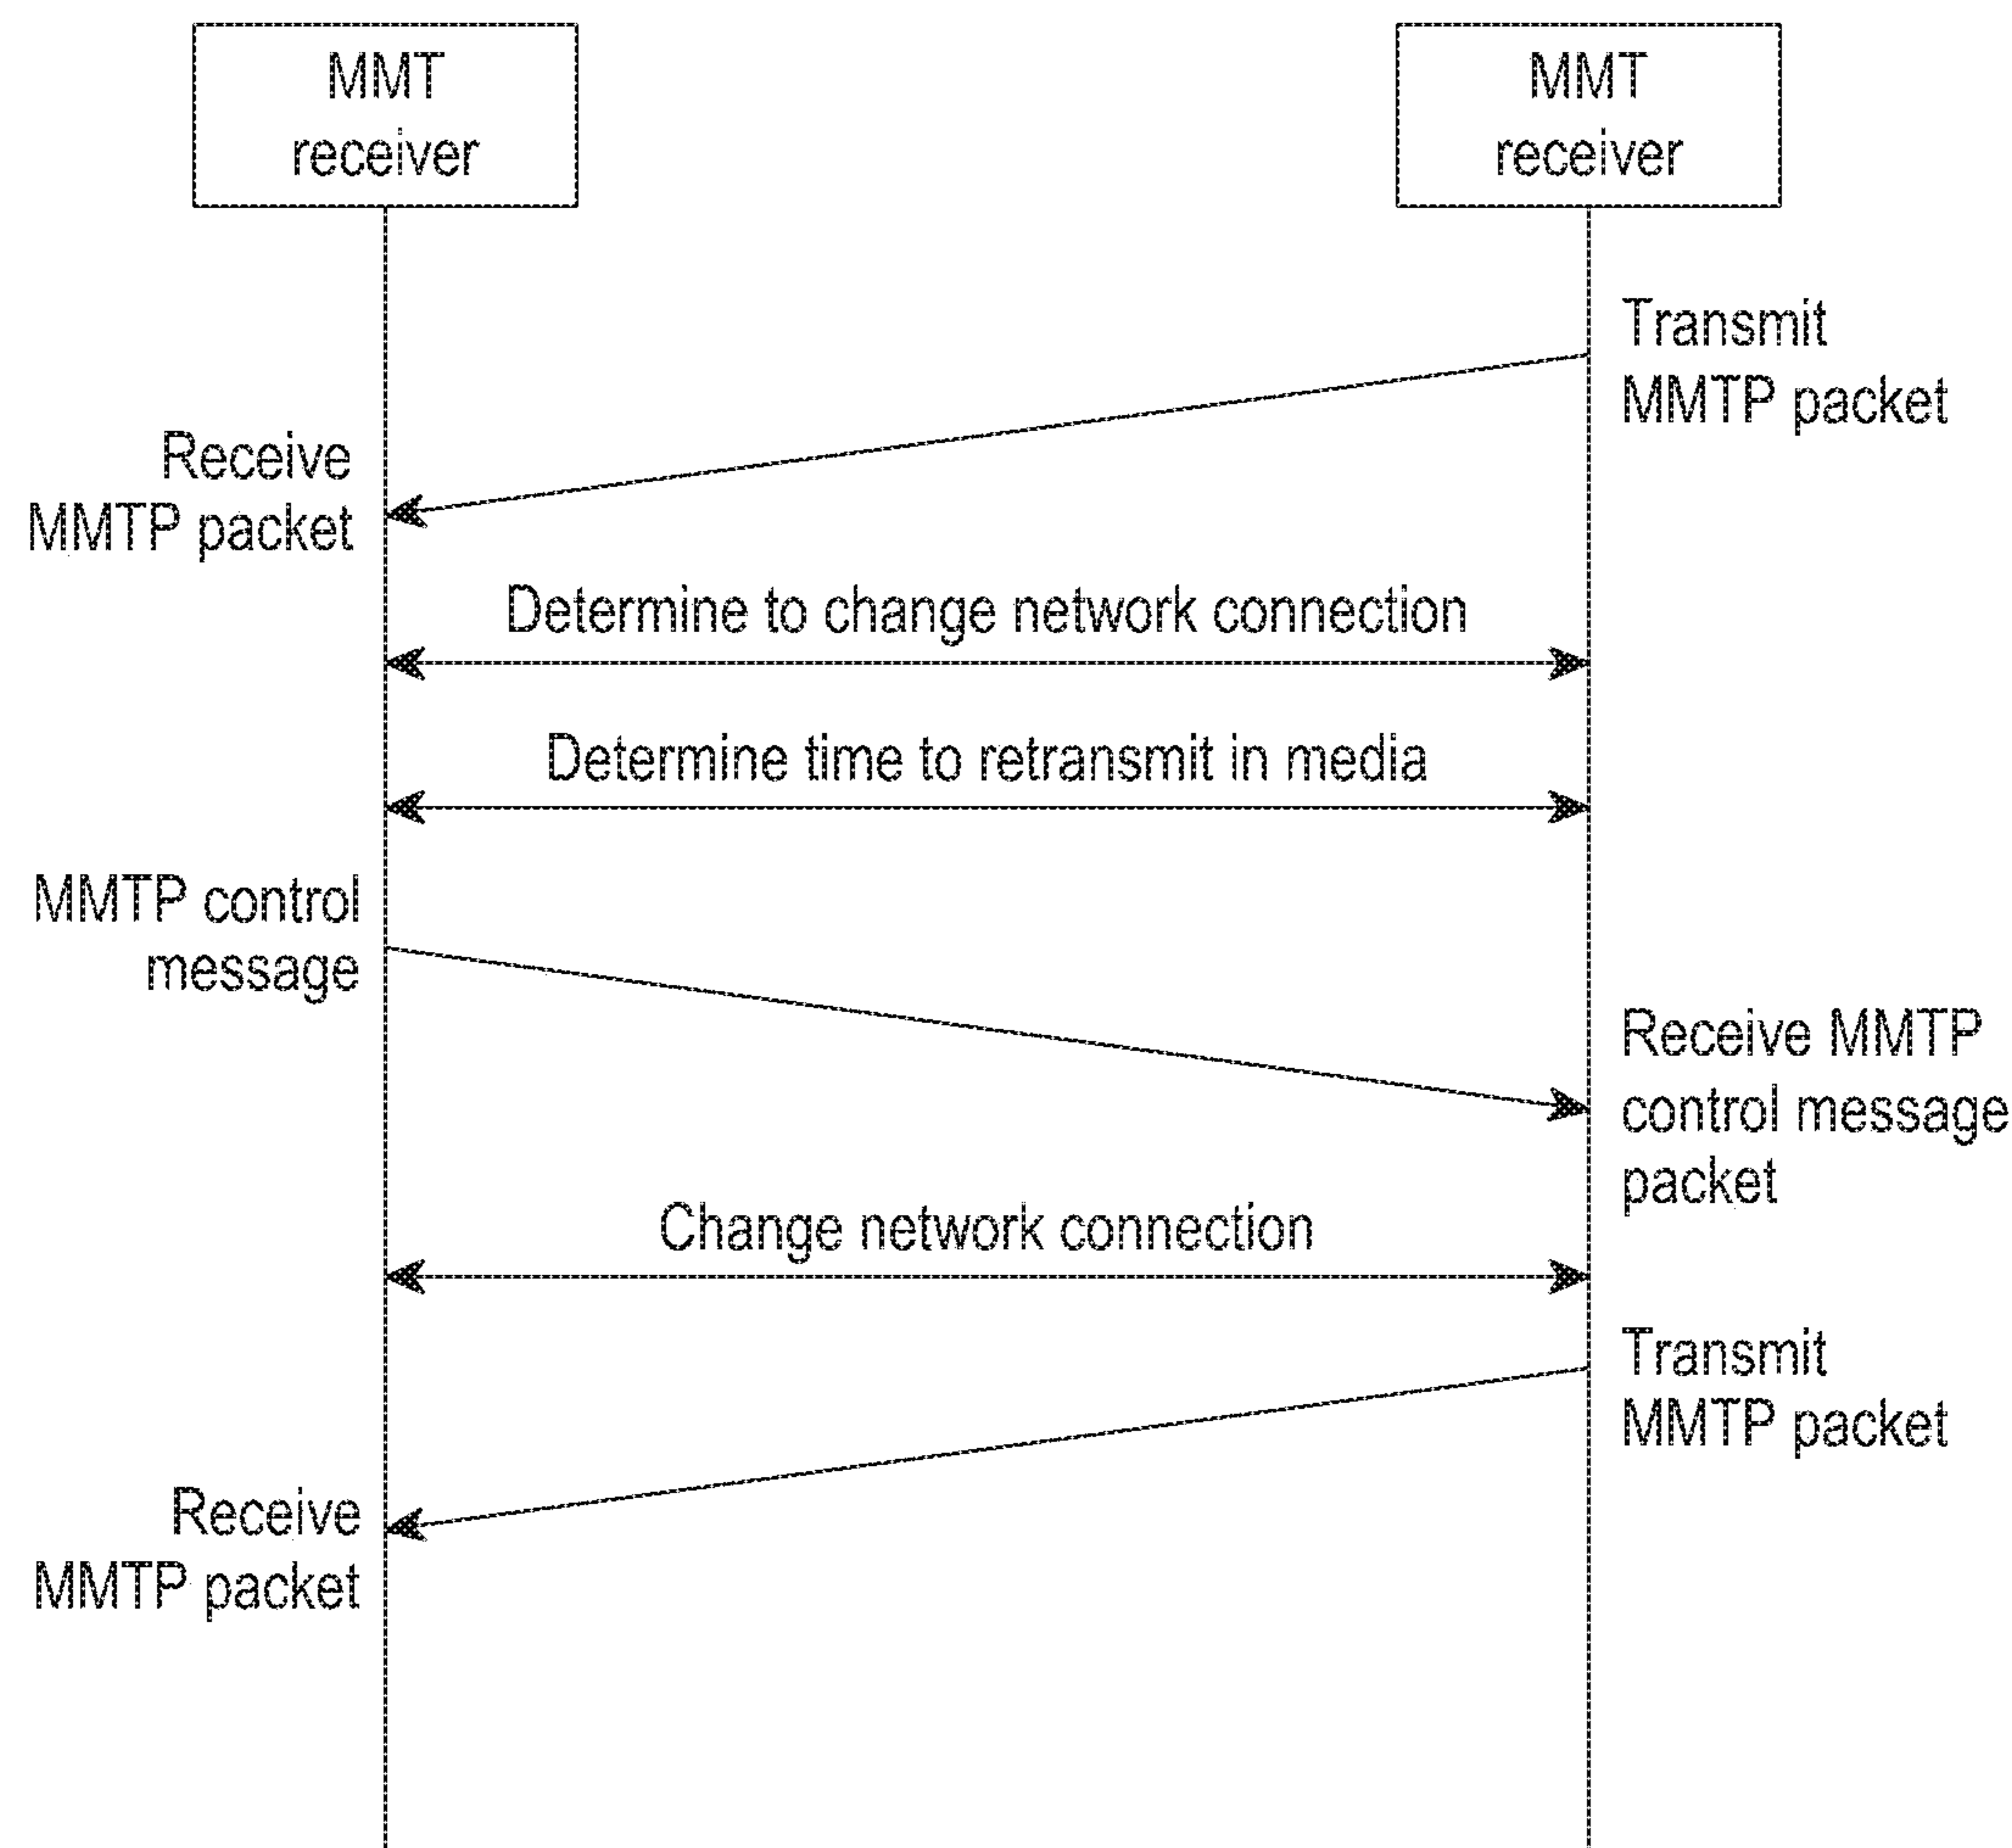 MMT
receiver
MMT
receiver
Transmit
MMTP packet
Receive
MMTP packet
Determine to change network connection
Determine time to retransmit in media
MMTP control
message
Receive MMTP
control message
packet
Change network connection
Transmit
MMTP packet
Receive
MMTP packet